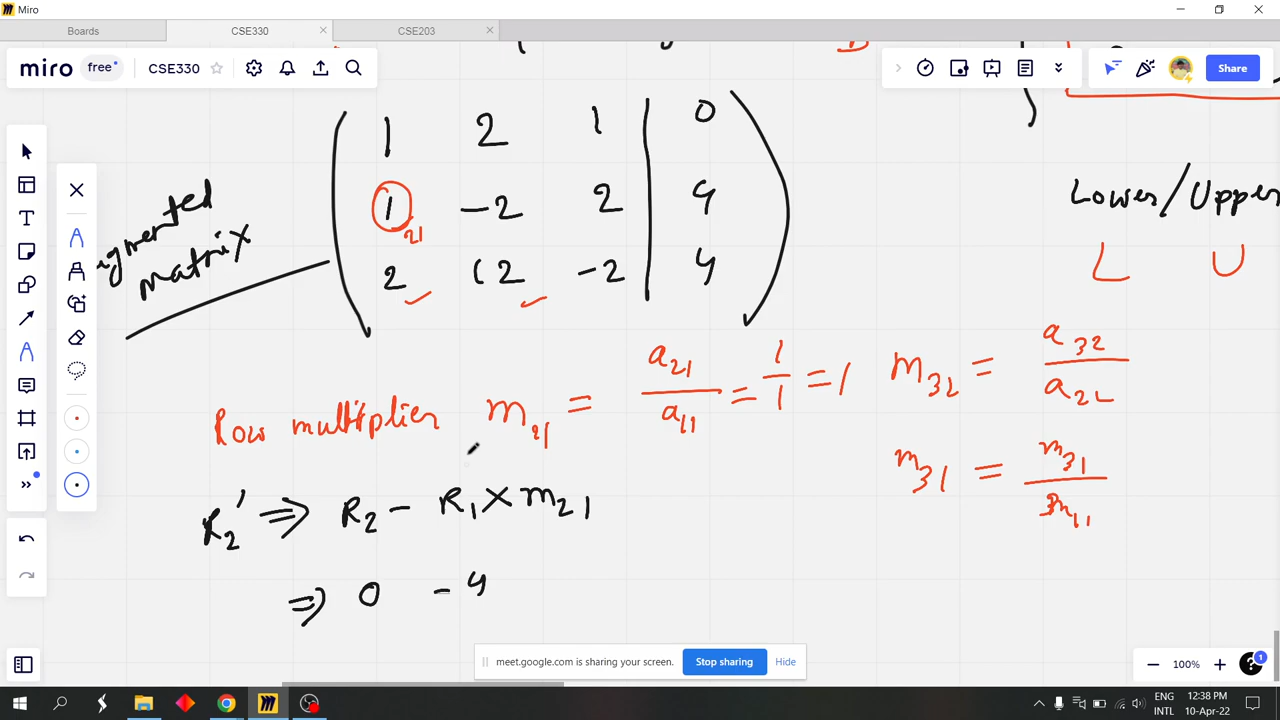 Miro
Boards
CSE330
CSE203
miro free CSE330
Share
1 2 1 0
1 -2 2 4
21
2 12 -2 4
matrix
Lower/Upper
L U
Row multiplier m21 = a21/a11 = 1/1 = 1
m32 = a32/a22
m31 = m31/m11
R2' ⇒ R2 - R1 × m21
⇒ 0 -4
meet.google.com is sharing your screen.
Stop sharing
Hide
100%
1
ENG
INTL
12:38 PM
10-Apr-22